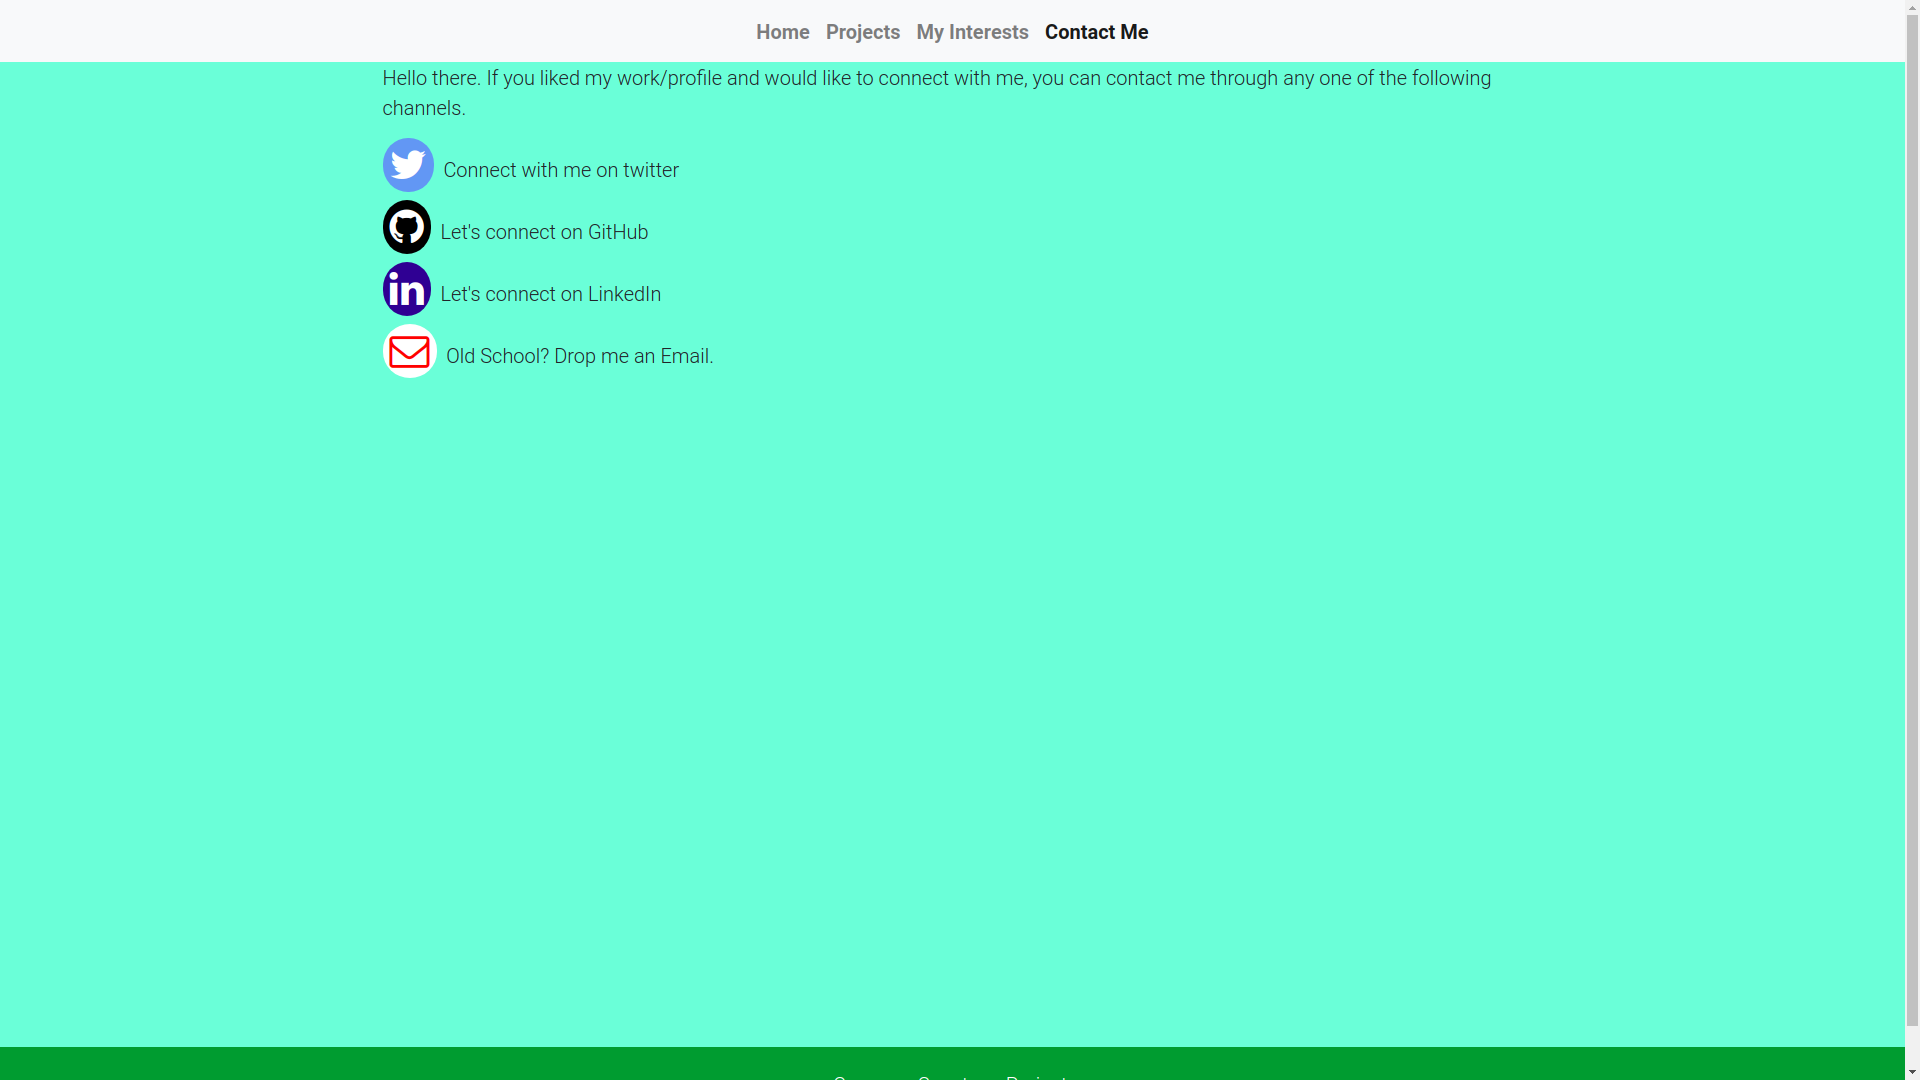 Home Projects My Interests Contact Me
Hello there. If you liked my work/profile and would like to connect with me, you can contact me through any one of the following
channels.
Connect with me on twitter
Let's connect on GitHub
in Let's connect on LinkedIn
Old School? Drop me an Email.